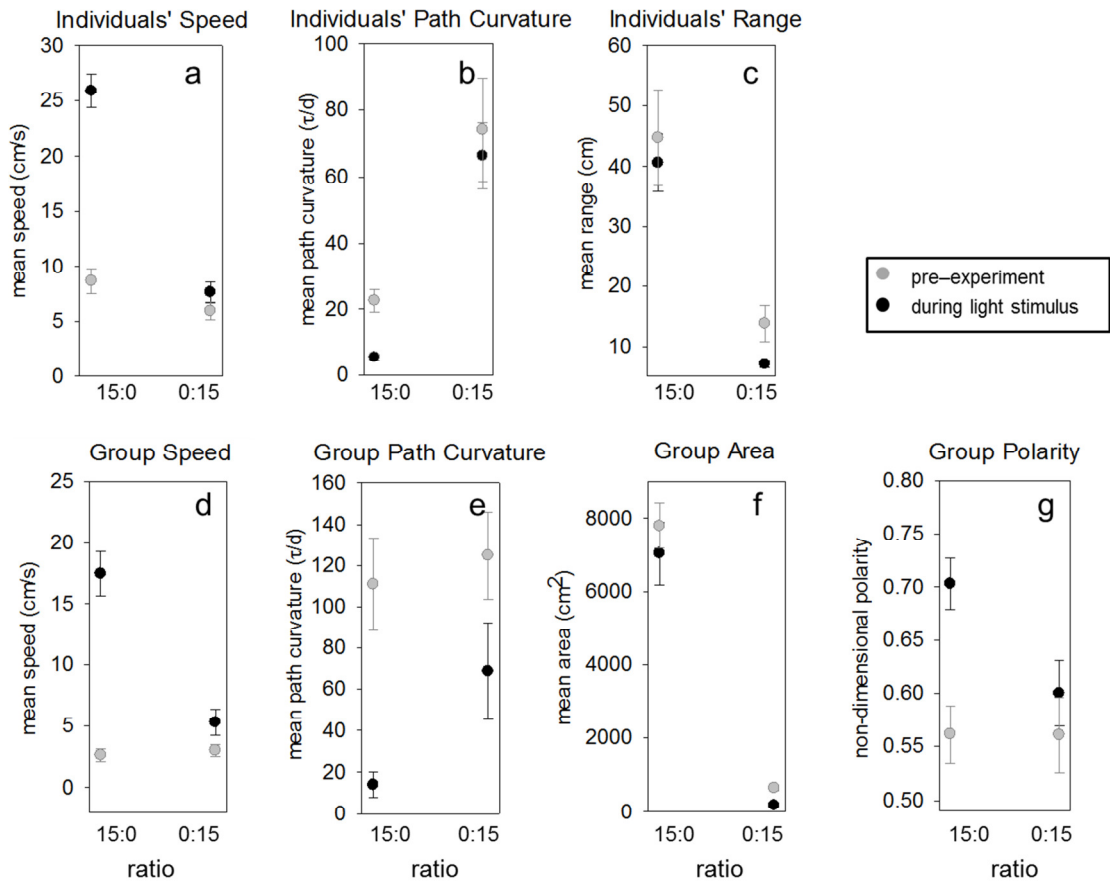 Individuals' Speed
Individuals' Path Curvature
Individuals' Range
30
25
20
15
10
5
0
mean speed (cm/s)
a
15:0
0:15
100
80
60
40
20
0
mean path curvature (τ/d)
b
15:0
0:15
60
50
40
30
20
10
mean range (cm)
c
15:0
0:15
pre–experiment
during light stimulus
Group Speed
Group Path Curvature
Group Area
Group Polarity
25
20
15
10
5
0
mean speed (cm/s)
d
15:0
0:15
ratio
160
140
120
100
80
60
40
20
0
mean path curvature (τ/d)
e
15:0
0:15
ratio
8000
6000
4000
2000
0
mean area (cm²)
f
15:0
0:15
ratio
0.80
0.75
0.70
0.65
0.60
0.55
0.50
non-dimensional polarity
g
15:0
0:15
ratio